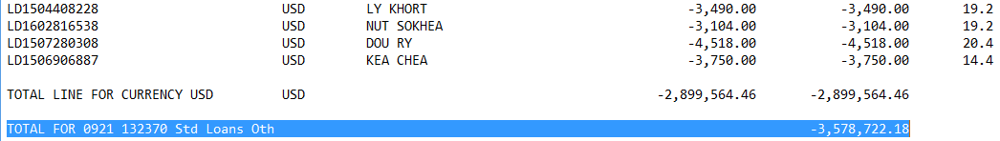 LD1504408228 USD LY KHORT -3,490.00 -3,490.00 19.2
LD1602816538 USD NUT SOKHEA -3,104.00 -3,104.00 19.2
LD1507280308 USD DOU RY -4,518.00 -4,518.00 20.4
LD1506906887 USD KEA CHEA -3,750.00 -3,750.00 14.4
TOTAL LINE FOR CURRENCY USD USD -2,899,564.46 -2,899,564.46
TOTAL FOR 0921 132370 Std Loans Oth -3,578,722.18